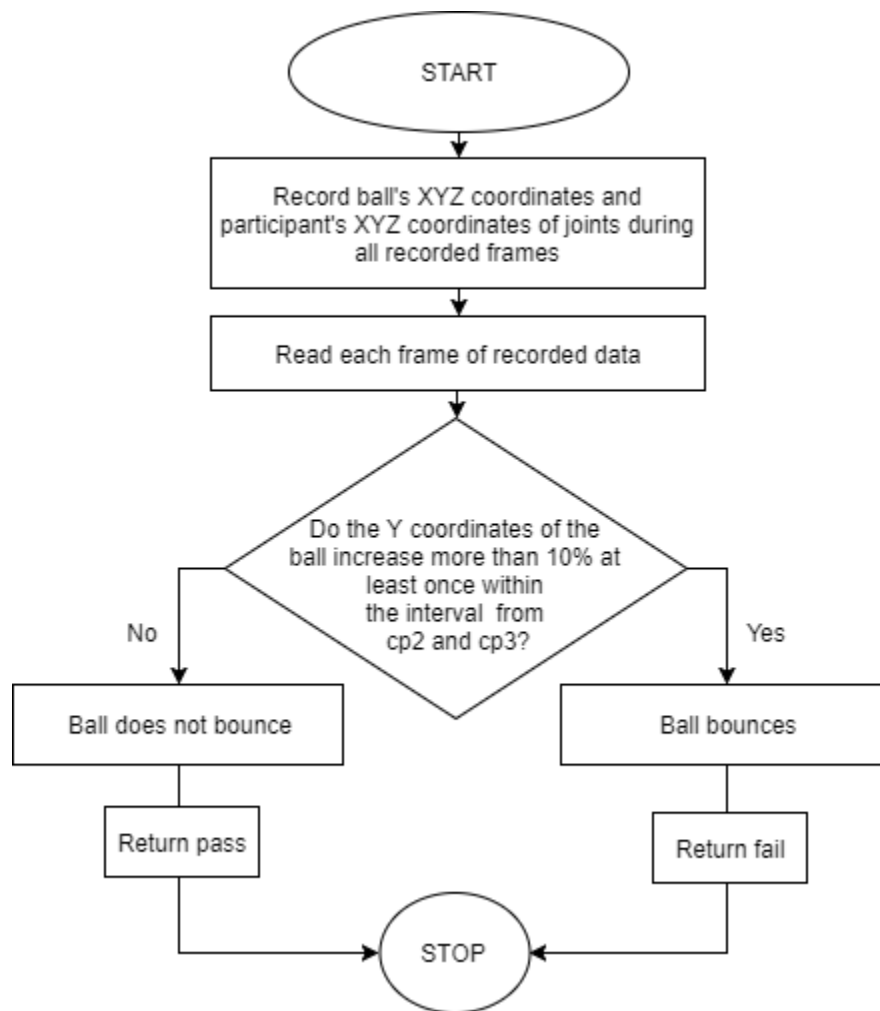 START
Record ball's XYZ coordinates and
participant's XYZ coordinates of joints during
all recorded frames
Read each frame of recorded data
Do the Y coordinates of the
ball increase more than 10% at
least once within
the interval from
cp2 and cp3?
No
Yes
Ball does not bounce
Ball bounces
Return pass
Return fail
STOP